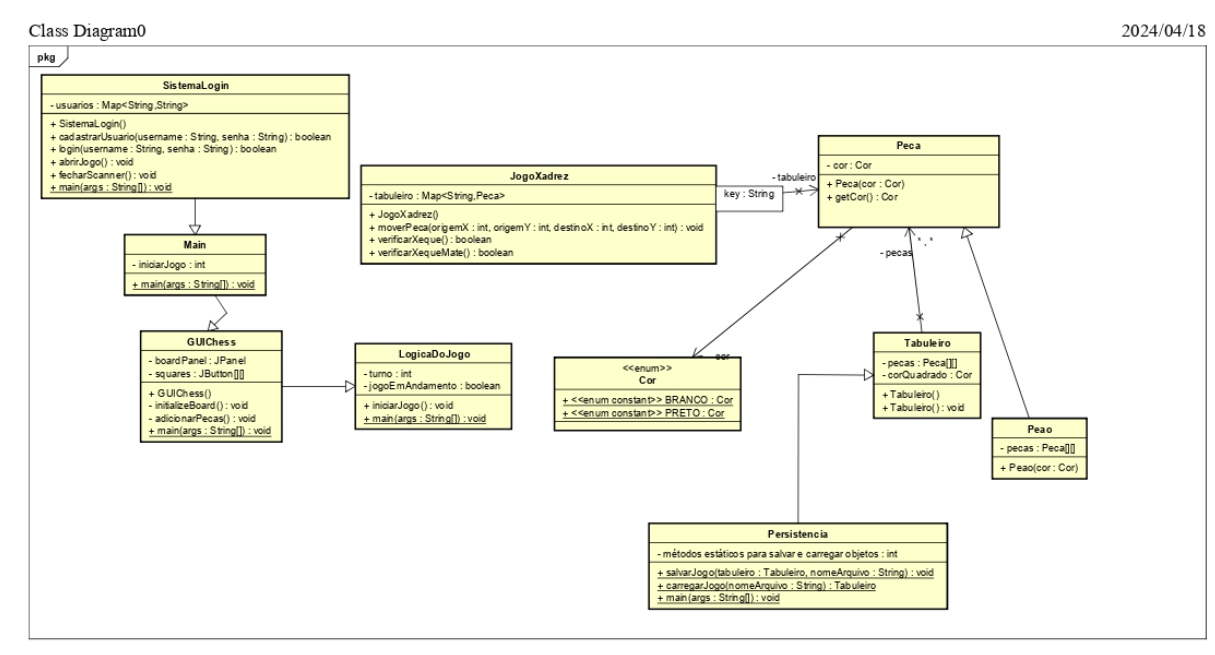 Class Diagram0
2024/04/18
pkg
SistemaLogin
- usuarios : Map<String,String>
+ SistemaLogin()
+ cadastrarUsuario(username : String, senha : String) : boolean
+ login(username : String, senha : String) : boolean
+ abrirJogo() : void
+ fecharScanner() : void
+ main(args : String[]) : void
Main
- iniciarJogo : int
+ main(args : String[]) : void
GUIChess
- boardPanel : JPanel
- squares : JButton[][]
+ GUIChess()
- initializeBoard() : void
- adicionarPecas() : void
+ main(args : String[]) : void
LogicaDoJogo
- turno : int
- jogoEmAndamento : boolean
+ iniciarJogo() : void
+ main(args : String[]) : void
JogoXadrez
- tabuleiro : Map<String,Peca>
+ JogoXadrez()
+ moverPeca(origemX : int, origemY : int, destinoX : int, destinoY : int) : void
+ verificarXeque() : boolean
+ verificarXequeMate() : boolean
key : String
- tabuleiro
Peca
- cor : Cor
+ Peca(cor : Cor)
+ getCor() : Cor
*,*
- pecas
- cor
<<enum>>
Cor
+ <<enum constant>> BRANCO : Cor
+ <<enum constant>> PRETO : Cor
Tabuleiro
- pecas : Peca[][]
- corQuadrado : Cor
+ Tabuleiro()
+ Tabuleiro() : void
Peao
- pecas : Peca[][]
+ Peao(cor : Cor)
Persistencia
- métodos estáticos para salvar e carregar objetos : int
+ salvarJogo(tabuleiro : Tabuleiro, nomeArquivo : String) : void
+ carregarJogo(nomeArquivo : String) : Tabuleiro
+ main(args : String[]) : void